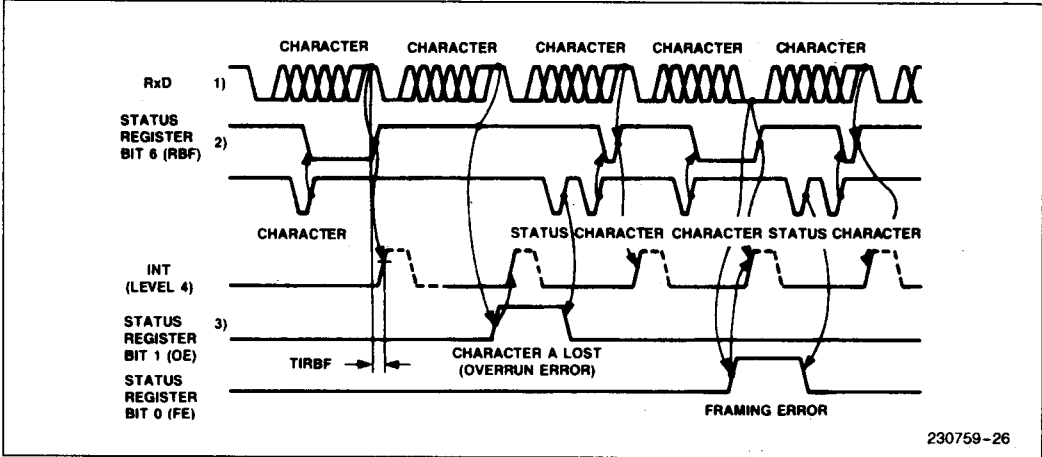 CHARACTER CHARACTER CHARACTER CHARACTER CHARACTER
RxD 1)
STATUS
REGISTER 2)
BIT 6 (RBF)
CHARACTER STATUS CHARACTER CHARACTER STATUS CHARACTER
INT
(LEVEL 4)
STATUS 3)
REGISTER
BIT 1 (OE)
TIRBF
CHARACTER A LOST
(OVERRUN ERROR)
STATUS
REGISTER
BIT 0 (FE)
FRAMING ERROR
230759-26